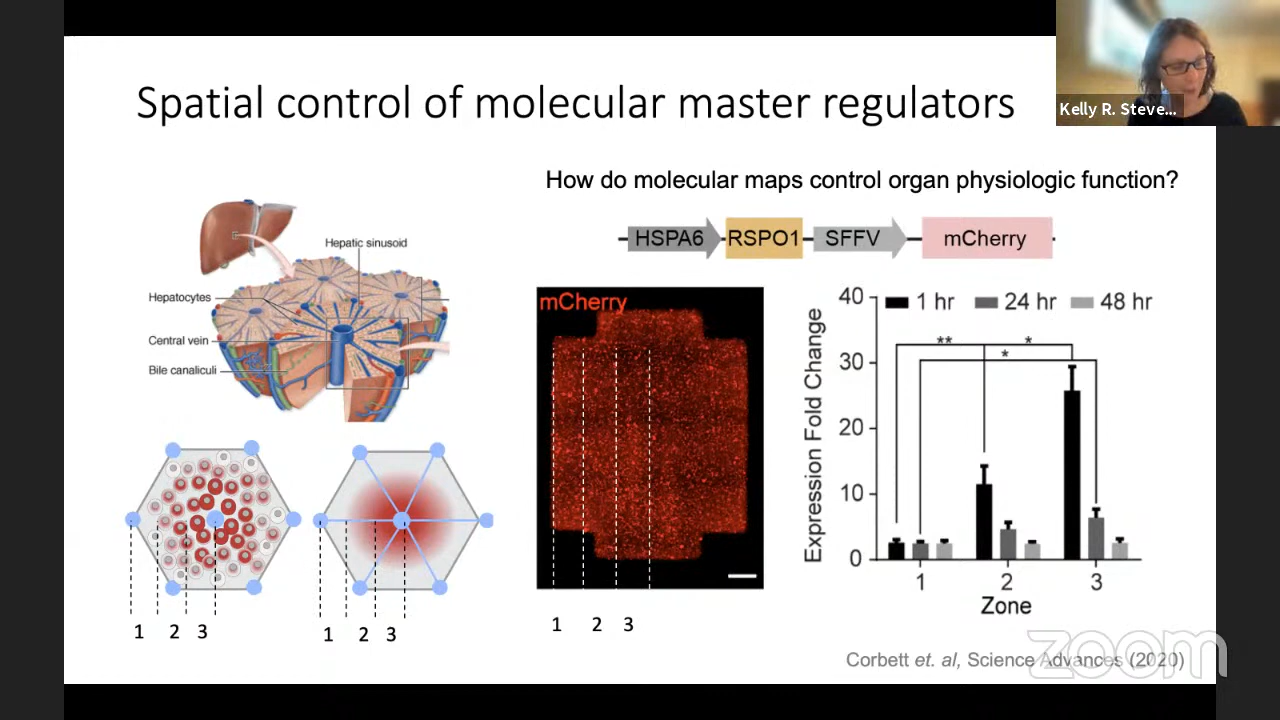 Kelly R. Steve...
Spatial control of molecular master regulators
How do molecular maps control organ physiologic function?
HSPA6 RSPO1 SFFV mCherry
Hepatic sinusoid
Hepatocytes
Central vein
Bile canaliculi
1 2 3
1 2 3
mCherry
1 2 3
1 hr 24 hr 48 hr
** *
*
Expression Fold Change
40
30
20
10
0
1 2 3
Zone
Corbett et. al, Science Advances (2020)
zoom